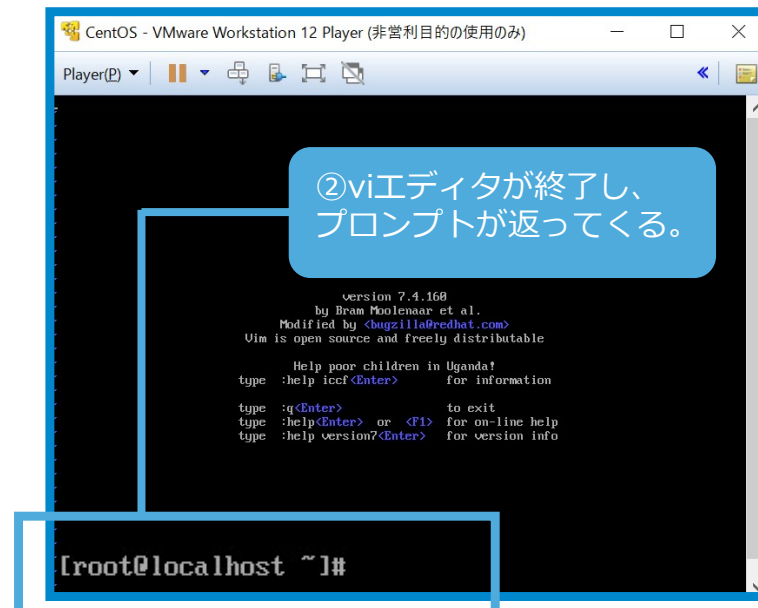 CentOS - VMware Workstation 12 Player (非営利目的の使用のみ)
Player(P)
②viエディタが終了し、
プロンプトが返ってくる。
version 7.4.160
by Bram Moolenaar et al.
Modified by <bugzilla@redhat.com>
Vim is open source and freely distributable
Help poor children in Uganda!
type :help iccf<Enter> for information
type :q<Enter> to exit
type :help<Enter> or <F1> for on-line help
type :help version7<Enter> for version info
[root@localhost ~]#